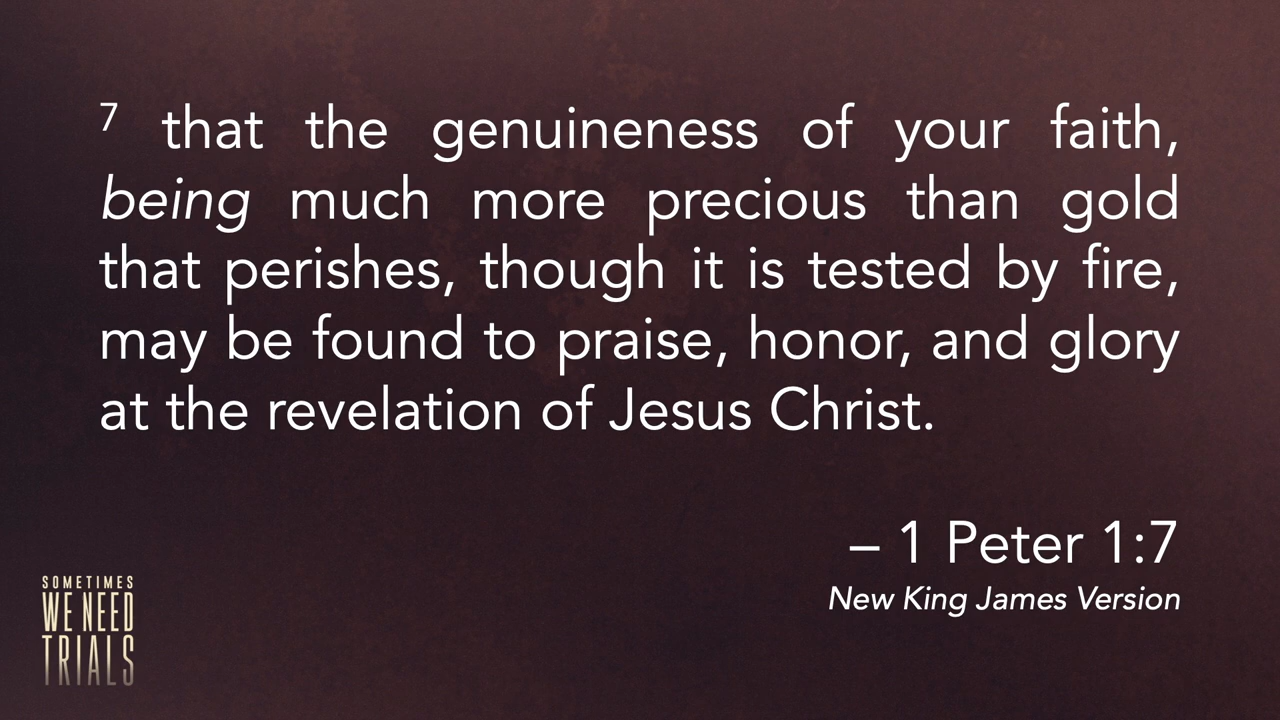 7 that the genuineness of your faith,
being much more precious than gold
that perishes, though it is tested by fire,
may be found to praise, honor, and glory
at the revelation of Jesus Christ.
– 1 Peter 1:7
New King James Version
SOMETIMES
WE NEED
TRIALS